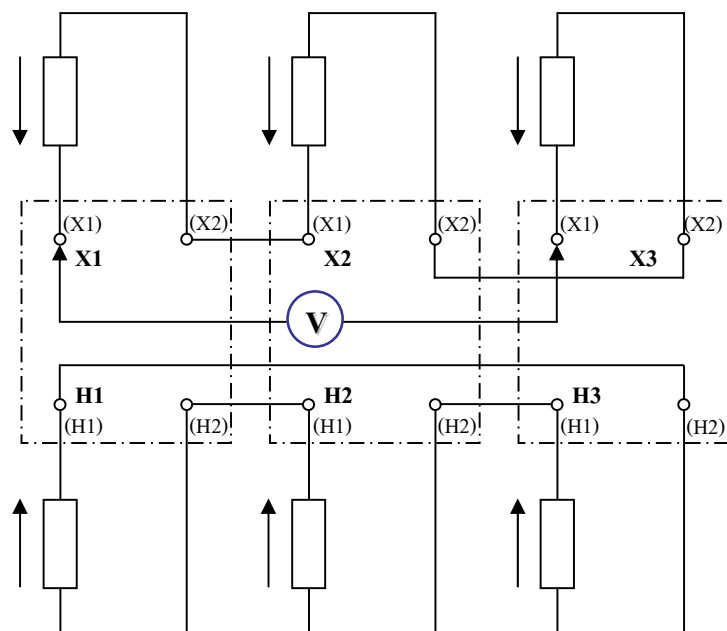 (X1) (X2) (X1) (X2) (X1) (X2)
X1 X2 X3
V
H1 H2 H3
(H1) (H2) (H1) (H2) (H1) (H2)